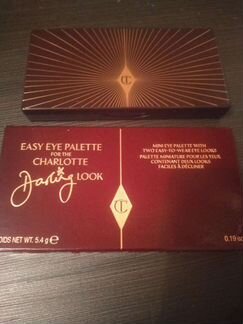 CT
EASY EYE PALETTE
FOR THE
CHARLOTTE
Darling LOOK
MINI EYE PALETTE WITH
TWO EASY-TO-WEAR EYE LOOKS
PALETTE MINIATURE POUR LES YEUX,
CONTENANT DEUX LOOKS
FACILES À DÉCLINER
CT
OIDS NET WT. 5.4 g e
0.19 oz